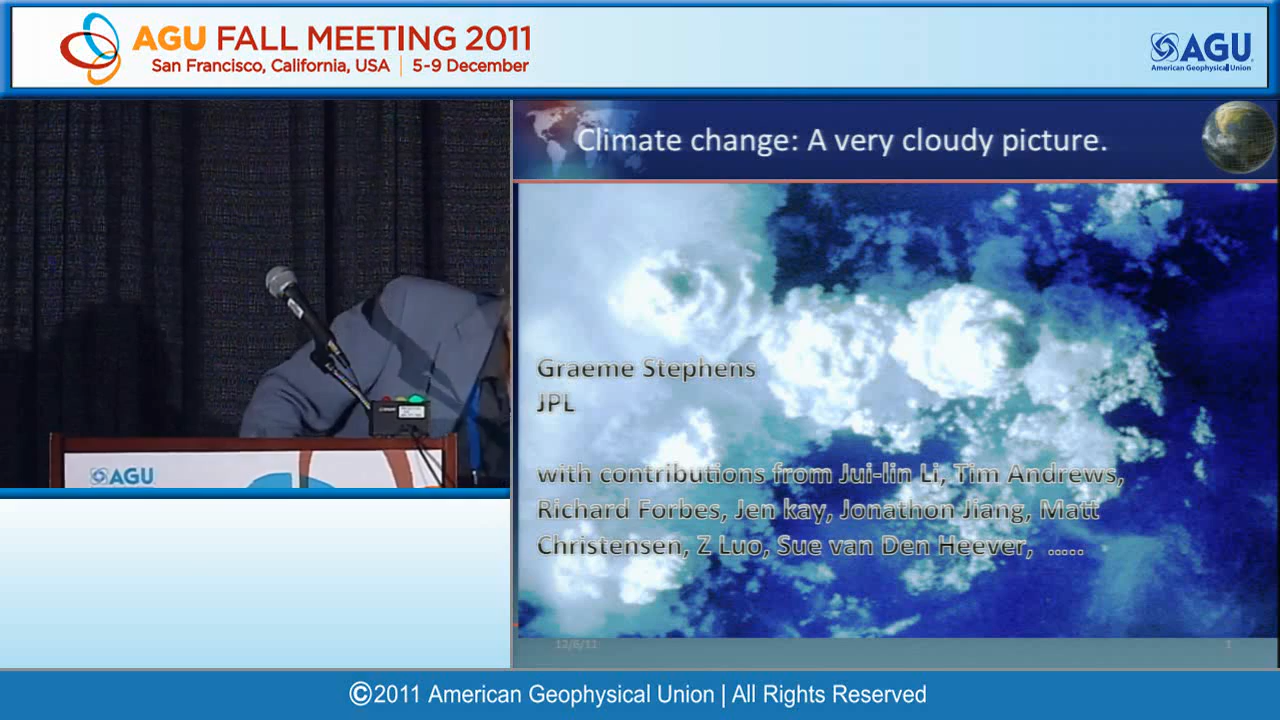 AGU FALL MEETING 2011
San Francisco, California, USA | 5-9 December
AGU
American Geophysical Union
Climate change: A very cloudy picture.
Graeme Stephens
JPL
with contributions from Jui-lin Li, Tim Andrews,
Richard Forbes, Jen kay, Jonathon Jiang, Matt
Christensen, Z Luo, Sue van Den Heever, .....
12/6/11
1
AGU
©2011 American Geophysical Union | All Rights Reserved